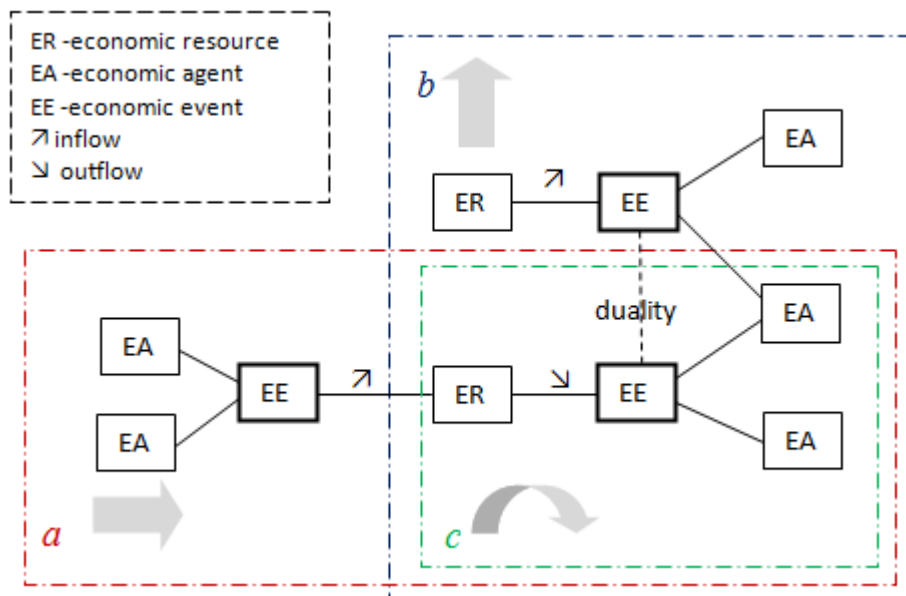 ER -economic resource
EA -economic agent
EE -economic event
↗ inflow
↘ outflow
b
EA
↗
ER
EE
duality
EA
EA
EE
↗
ER
↘
EE
EA
EA
a
c